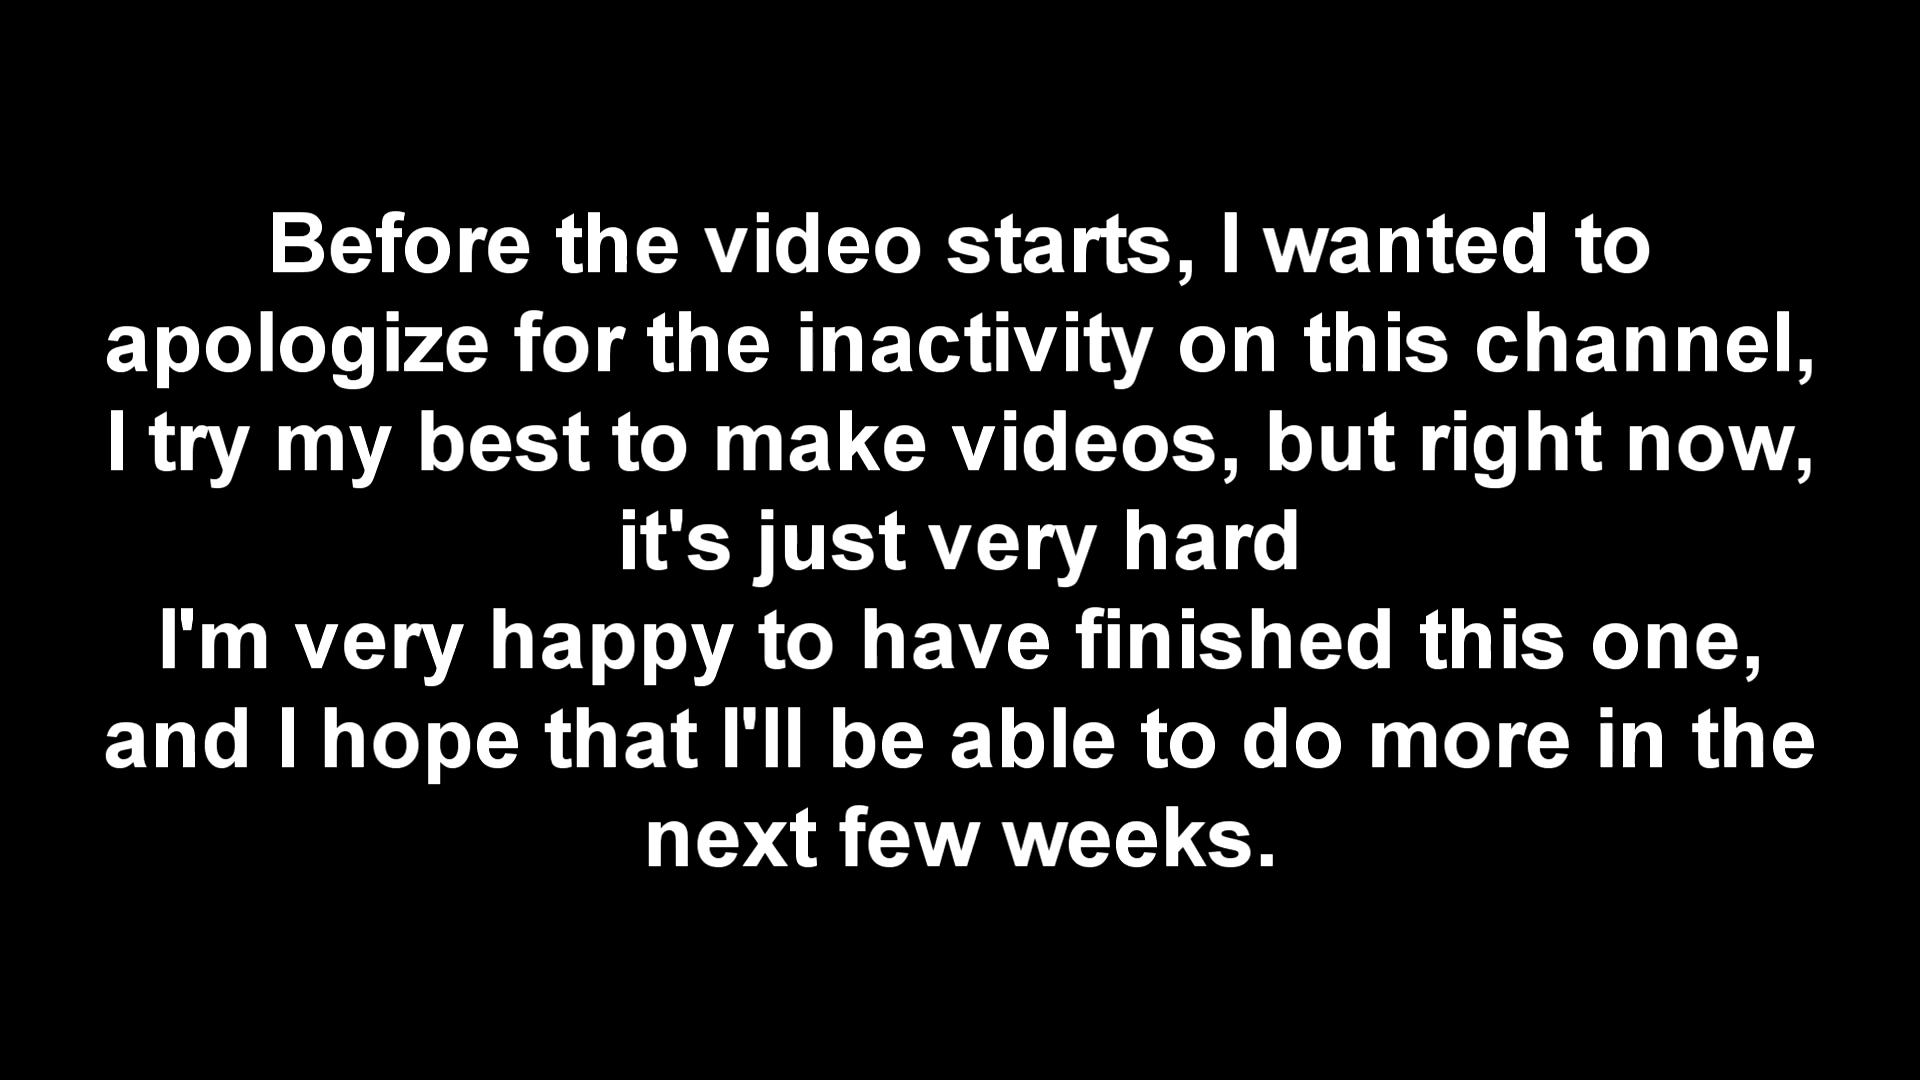 Before the video starts, I wanted to
apologize for the inactivity on this channel,
I try my best to make videos, but right now,
it's just very hard
I'm very happy to have finished this one,
and I hope that I'll be able to do more in the
next few weeks.